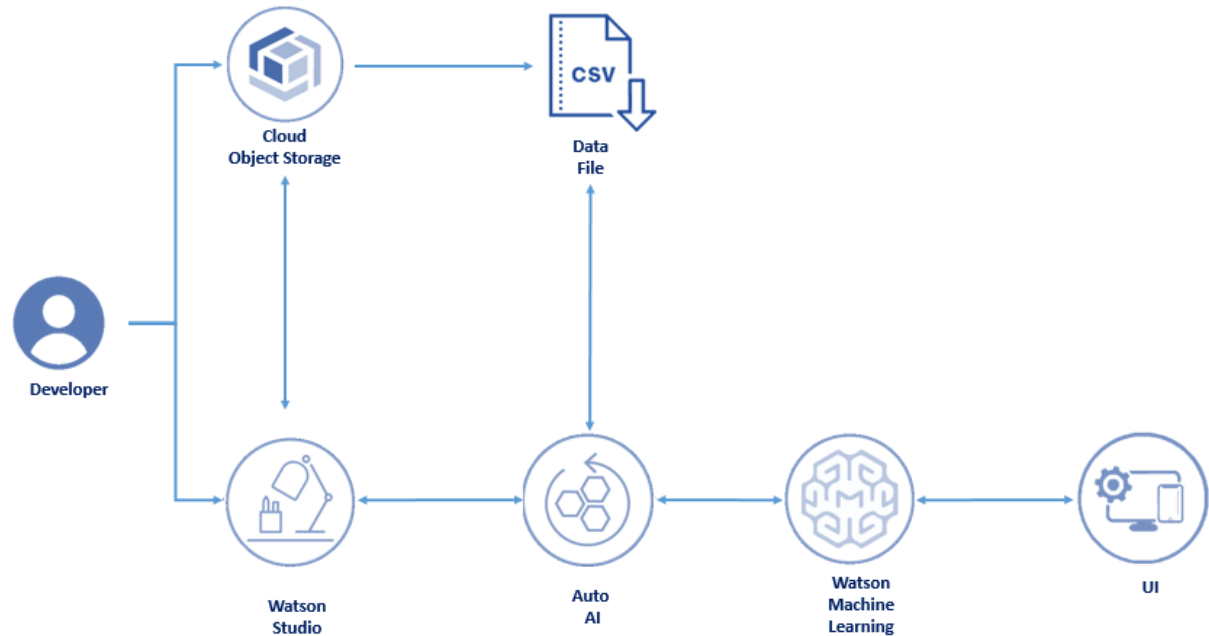 CSV
Cloud
Object Storage
Data
File
Developer
Watson
Studio
Auto
AI
Watson
Machine
Learning
UI